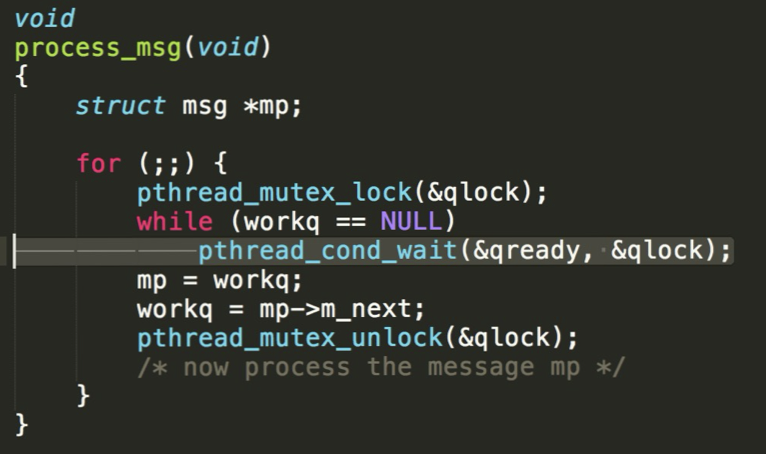 void
process_msg(void)
{
    struct msg *mp;

    for (;;) {
        pthread_mutex_lock(&qlock);
        while (workq == NULL)
            pthread_cond_wait(&qready, &qlock);
        mp = workq;
        workq = mp->m_next;
        pthread_mutex_unlock(&qlock);
        /* now process the message mp */
    }
}